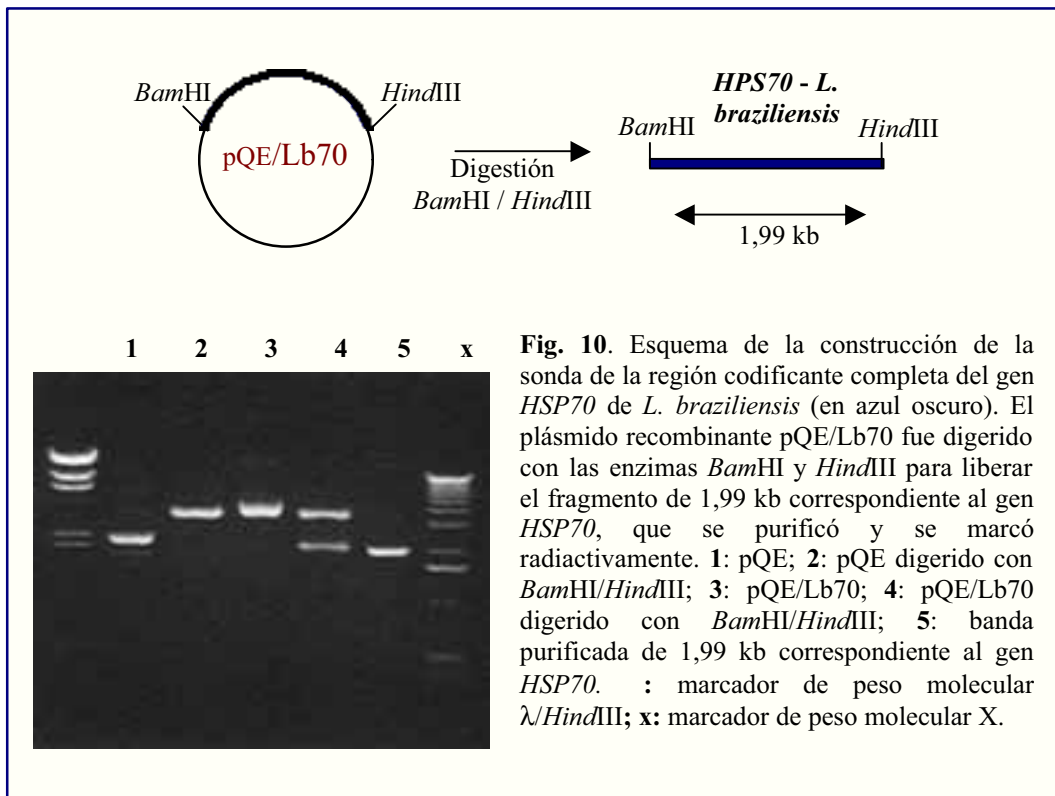 BamHI
HindIII
pQE/Lb70
Digestión
BamHI / HindIII
HPS70 - L.
braziliensis
BamHI
HindIII
1,99 kb
1 2 3 4 5 x
Fig. 10. Esquema de la construcción de la
sonda de la región codificante completa del gen
HSP70 de L. braziliensis (en azul oscuro). El
plásmido recombinante pQE/Lb70 fue digerido
con las enzimas BamHI y HindIII para liberar
el fragmento de 1,99 kb correspondiente al gen
HSP70, que se purificó y se marcó
radiactivamente. 1: pQE; 2: pQE digerido con
BamHI/HindIII; 3: pQE/Lb70; 4: pQE/Lb70
digerido con BamHI/HindIII; 5: banda
purificada de 1,99 kb correspondiente al gen
HSP70. : marcador de peso molecular
λ/HindIII; x: marcador de peso molecular X.